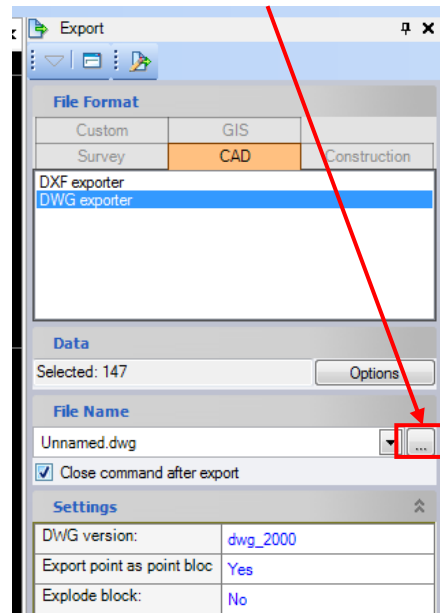 Export
File Format
Custom GIS
Survey CAD Construction
DXF exporter
DWG exporter
Data
Selected: 147 Options
File Name
Unnamed.dwg ...
Close command after export
Settings
DWG version: dwg_2000
Export point as point bloc Yes
Explode block: No